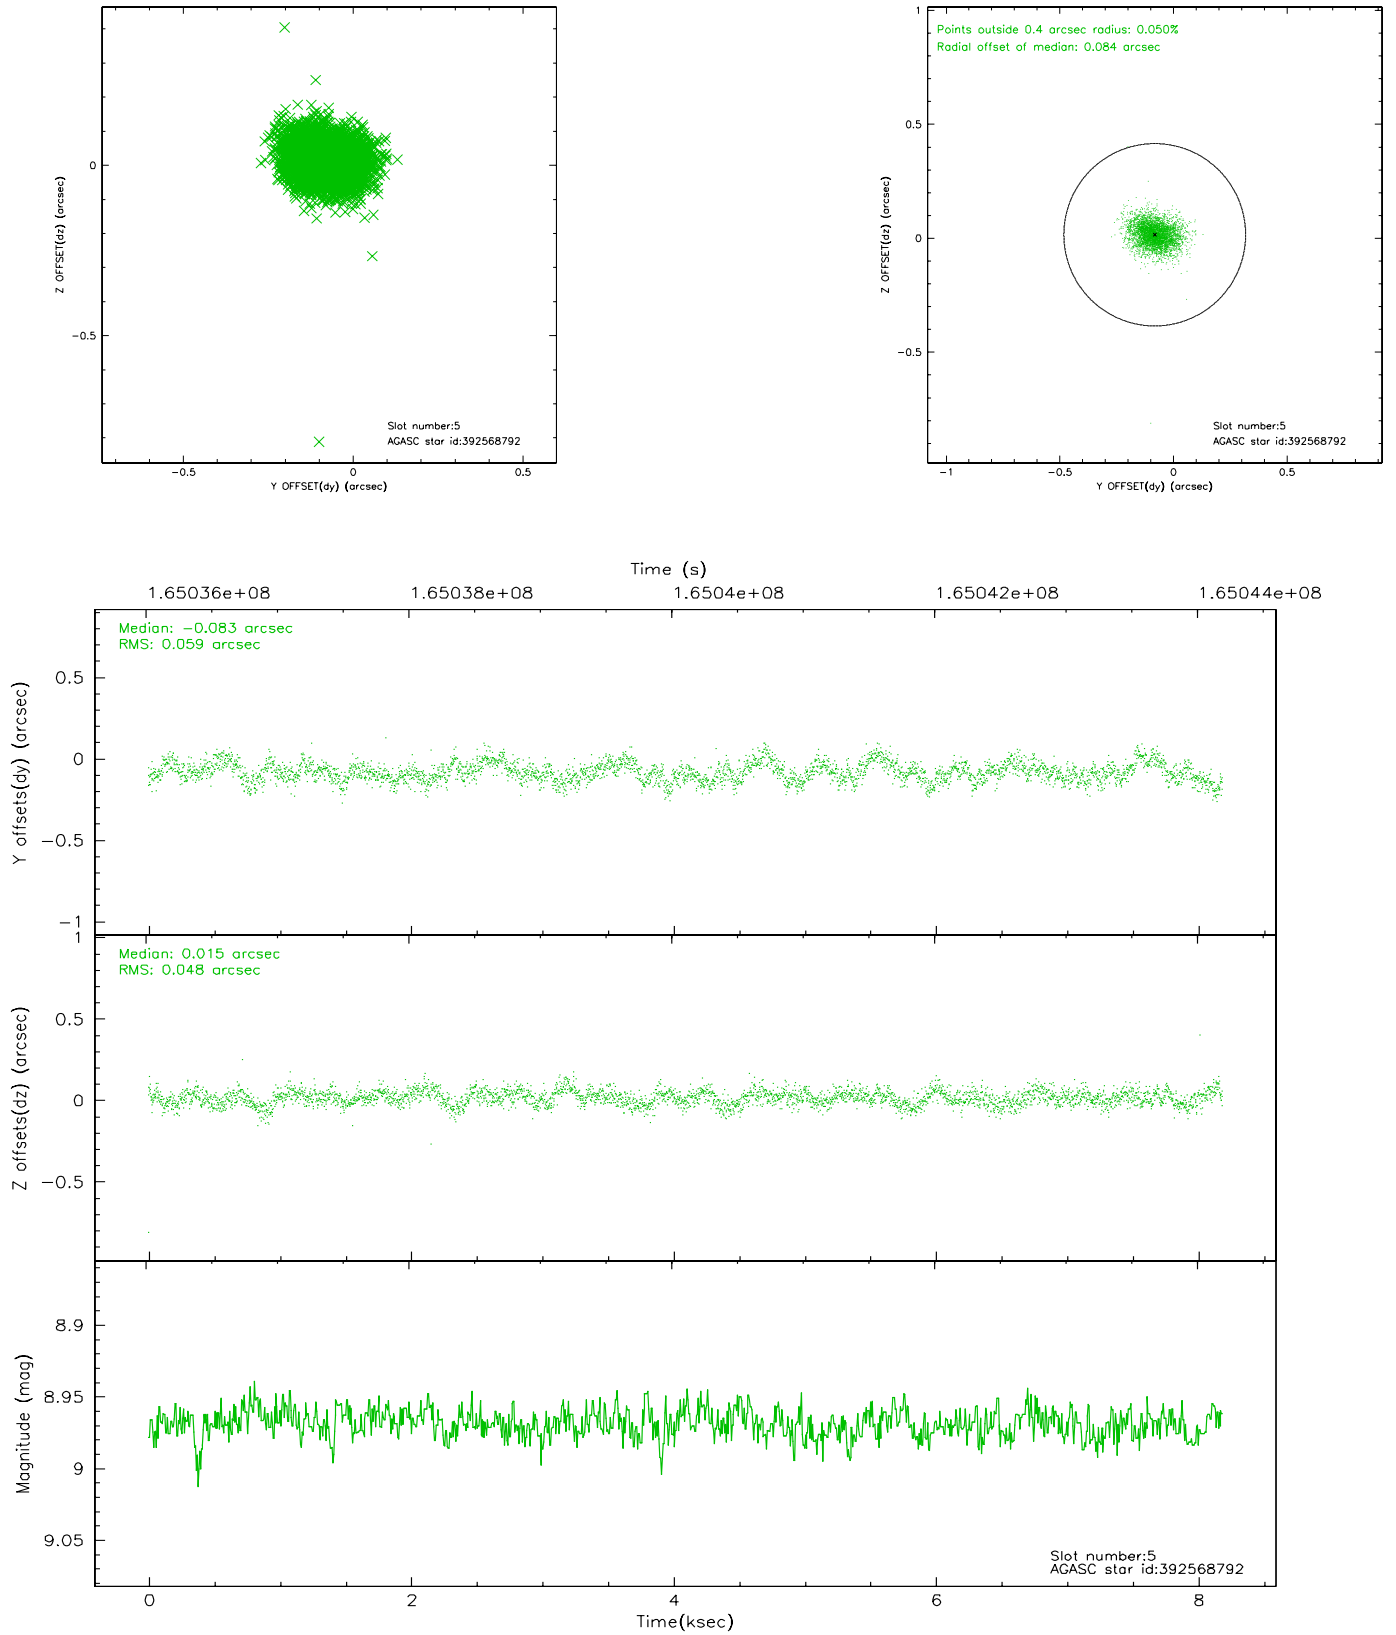 0
-0.5
Z OFFSET(dz) (arcsec)
-0.5
0
0.5
Y OFFSET(dy) (arcsec)
Slot number:5
AGASC star id:392568792
Points outside 0.4 arcsec radius: 0.050%
Radial offset of median: 0.084 arcsec
1
0.5
0
-0.5
Z OFFSET(dz) (arcsec)
-1
-0.5
0
0.5
Y OFFSET(dy) (arcsec)
Slot number:5
AGASC star id:392568792
Time (s)
1.65036e+08
1.65038e+08
1.6504e+08
1.65042e+08
1.65044e+08
Median: -0.083 arcsec
RMS: 0.059 arcsec
0.5
0
-0.5
-1
Y offsets(dy) (arcsec)
Median: 0.015 arcsec
RMS: 0.048 arcsec
1
0.5
0
-0.5
Z offsets(dz) (arcsec)
8.9
8.95
9
9.05
Magnitude (mag)
Slot number:5
AGASC star id:392568792
0
2
4
6
8
Time(ksec)